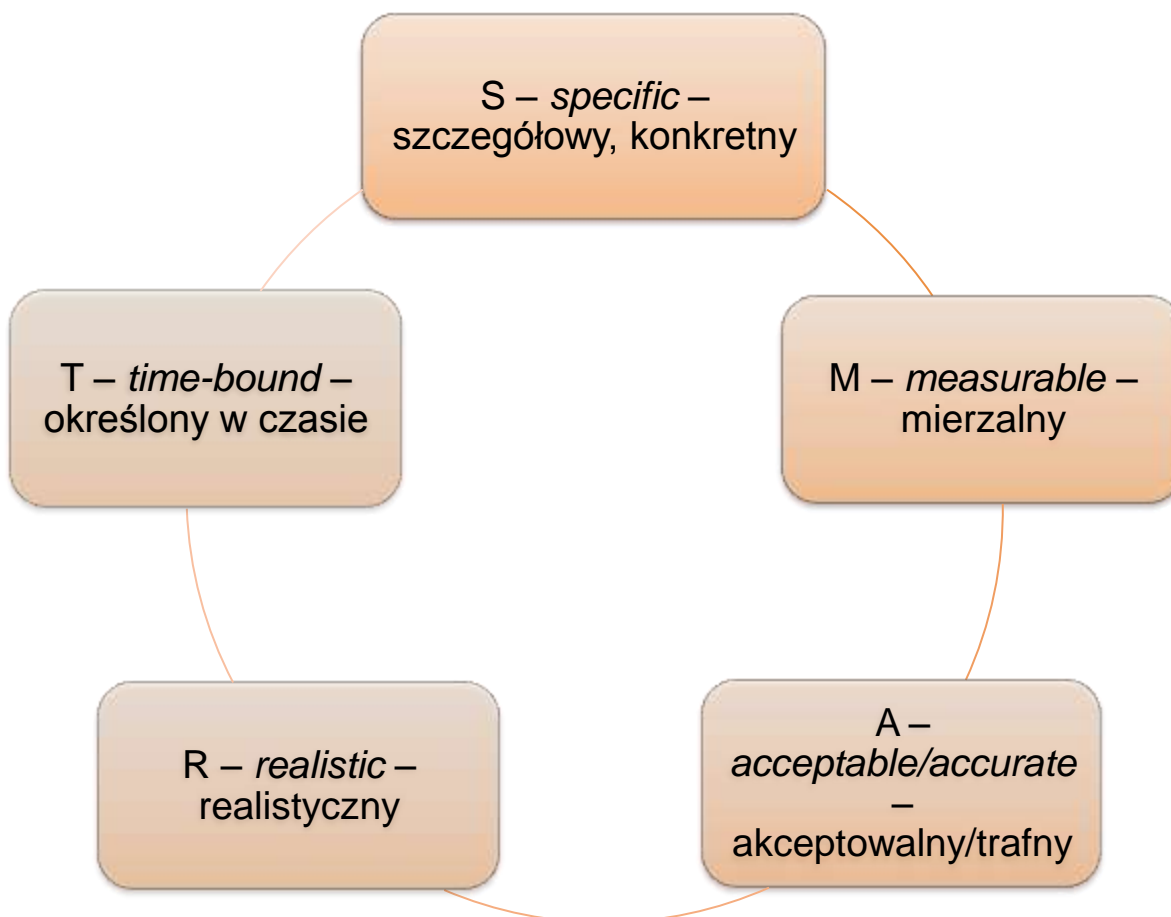 S – specific –
szczegółowy, konkretny
T – time-bound –
określony w czasie
M – measurable –
mierzalny
R – realistic –
realistyczny
A –
acceptable/accurate
–
akceptowalny/trafny